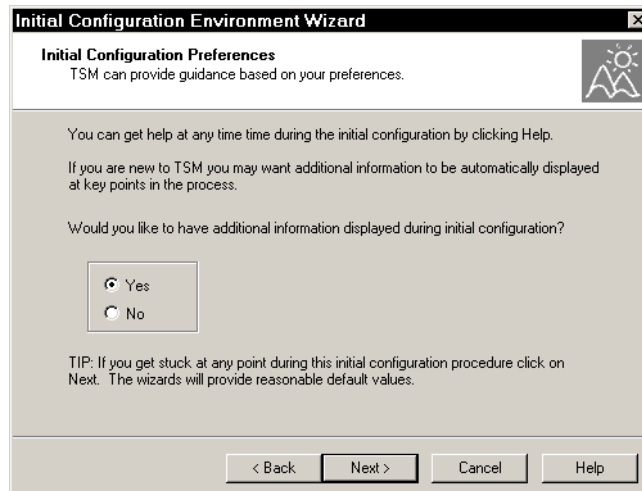 Initial Configuration Environment Wizard
Initial Configuration Preferences
TSM can provide guidance based on your preferences.
You can get help at any time time during the initial configuration by clicking Help.
If you are new to TSM you may want additional information to be automatically displayed
at key points in the process.
Would you like to have additional information displayed during initial configuration?
Yes
No
TIP: If you get stuck at any point during this initial configuration procedure click on
Next. The wizards will provide reasonable default values.
< Back Next > Cancel Help